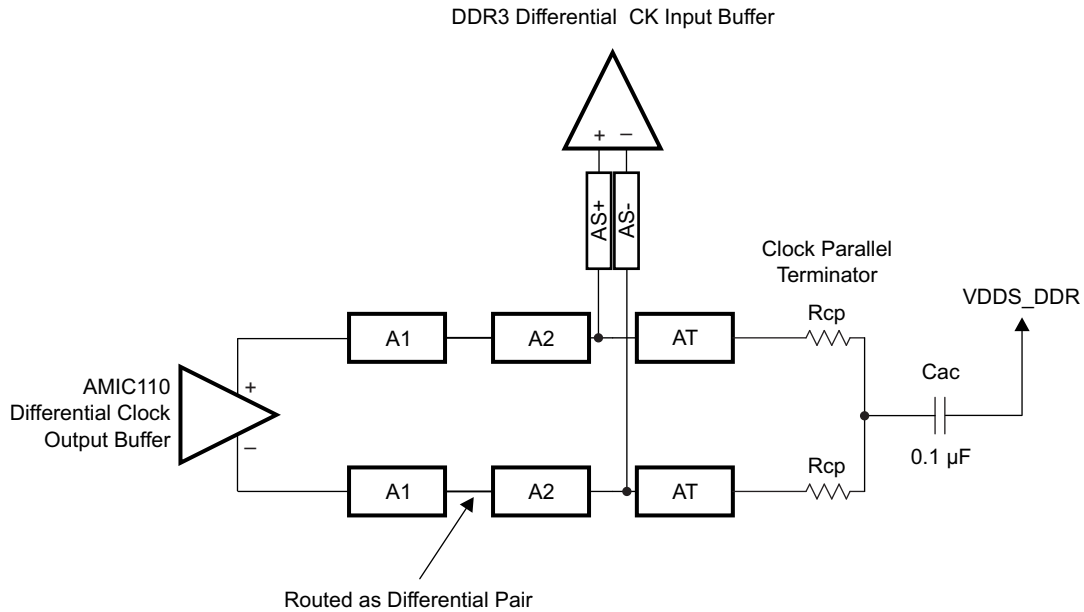 DDR3 Differential CK Input Buffer
+ −
AS+
AS-
Clock Parallel
Terminator
VDDS_DDR
Rcp
A1
A2
AT
Cac
AMIC110
Differential Clock
Output Buffer
+
−
0.1 µF
Rcp
A1
A2
AT
Routed as Differential Pair